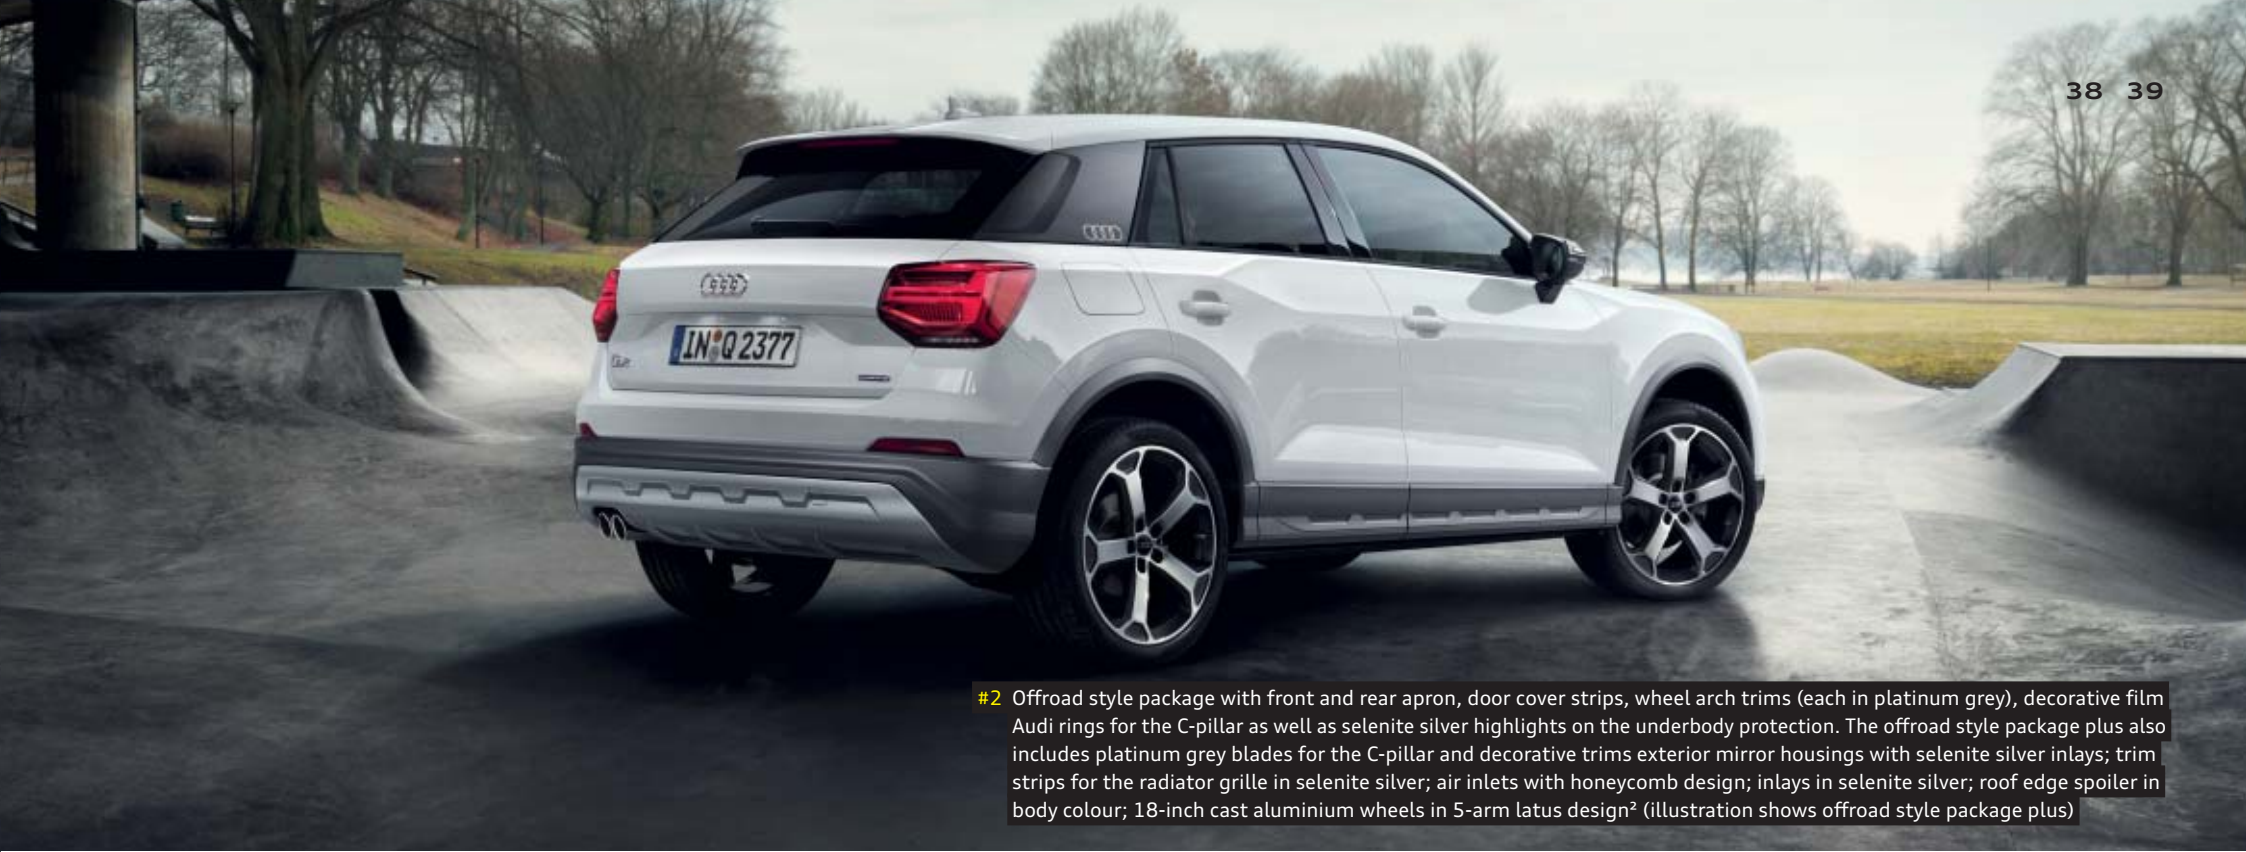 38 39
IN Q 2377
#2 Offroad style package with front and rear apron, door cover strips, wheel arch trims (each in platinum grey), decorative film
Audi rings for the C-pillar as well as selenite silver highlights on the underbody protection. The offroad style package plus also
includes platinum grey blades for the C-pillar and decorative trims exterior mirror housings with selenite silver inlays; trim
strips for the radiator grille in selenite silver; air inlets with honeycomb design; inlays in selenite silver; roof edge spoiler in
body colour; 18-inch cast aluminium wheels in 5-arm latus design² (illustration shows offroad style package plus)